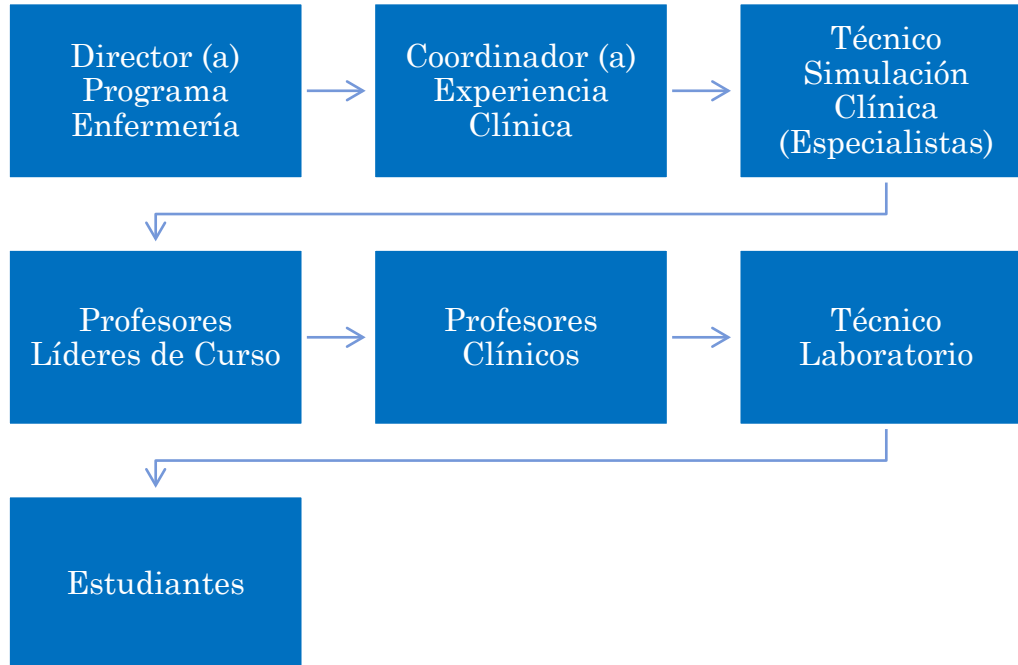 Director (a)
Programa
Enfermería
Coordinador (a)
Experiencia
Clínica
Técnico
Simulación
Clínica
(Especialistas)
Profesores
Líderes de Curso
Profesores
Clínicos
Técnico
Laboratorio
Estudiantes